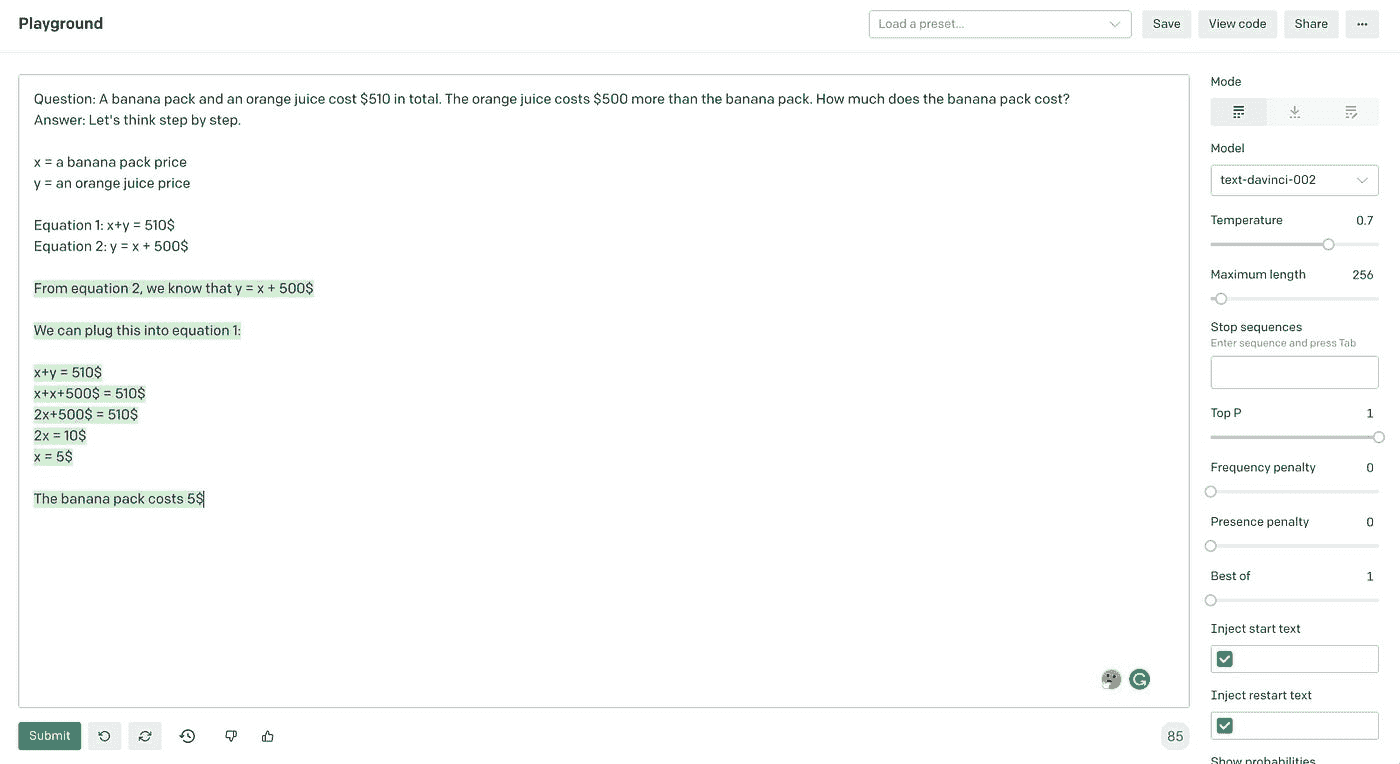 Playground
Load a preset...
Save
View code
Share
...
Question: A banana pack and an orange juice cost $510 in total. The orange juice costs $500 more than the banana pack. How much does the banana pack cost?
Answer: Let's think step by step.
x = a banana pack price
y = an orange juice price
Equation 1: x+y = 510$
Equation 2: y = x + 500$
From equation 2, we know that y = x + 500$
We can plug this into equation 1:
x+y = 510$
x+x+500$ = 510$
2x+500$ = 510$
2x = 10$
x = 5$
The banana pack costs 5$
Submit
85
Mode
Model
text-davinci-002
Temperature 0.7
Maximum length 256
Stop sequences
Enter sequence and press Tab
Top P 1
Frequency penalty 0
Presence penalty 0
Best of 1
Inject start text
Inject restart text
Show probabilities